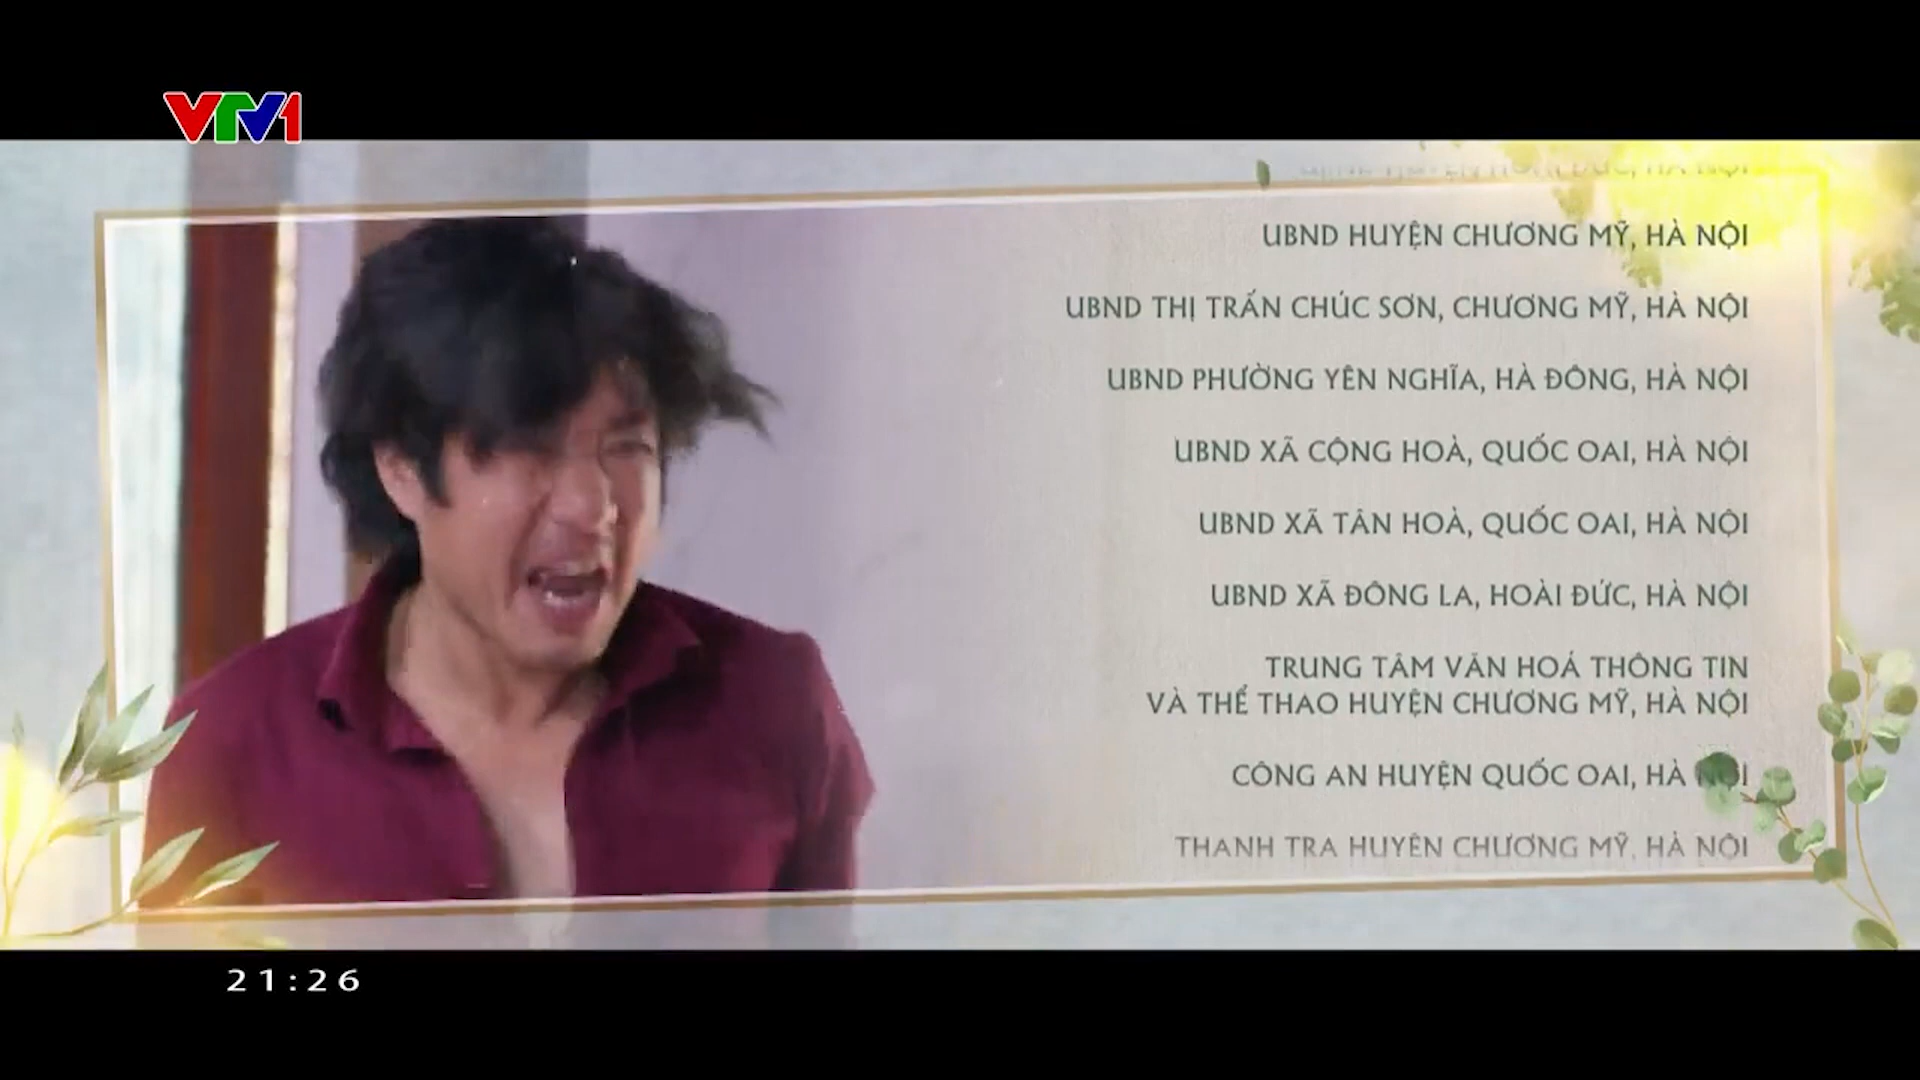 VTV1
UBND HUYỆN CHƯƠNG MỸ, HÀ NỘI
UBND THỊ TRẤN CHÚC SƠN, CHƯƠNG MỸ, HÀ NỘI
UBND PHƯỜNG YÊN NGHĨA, HÀ ĐÔNG, HÀ NỘI
UBND XÃ CỘNG HOÀ, QUỐC OAI, HÀ NỘI
UBND XÃ TÂN HOÀ, QUỐC OAI, HÀ NỘI
UBND XÃ ĐÔNG LA, HOÀI ĐỨC, HÀ NỘI
TRUNG TÂM VĂN HOÁ THÔNG TIN
VÀ THỂ THAO HUYỆN CHƯƠNG MỸ, HÀ NỘI
CÔNG AN HUYỆN QUỐC OAI, HÀ NỘI
THANH TRA HUYỆN CHƯƠNG MỸ, HÀ NỘI
21:26